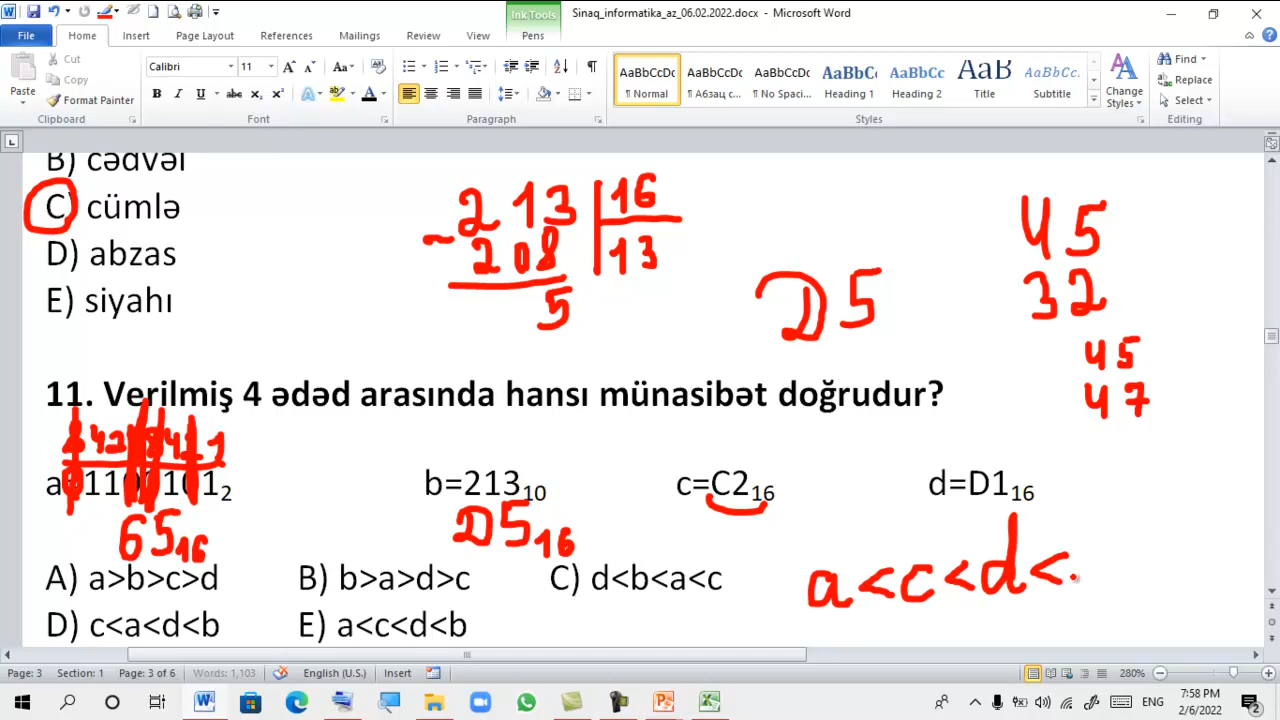 Ink Tools
Sinaq_informatika_az_06.02.2022.docx - Microsoft Word
File Home Insert Page Layout References Mailings Review View Pens
Cut
Copy
Format Painter
Paste
Calibri 11
Clipboard Font Paragraph Styles Editing
AaBbCcDc AaBbCcDc AaBbCcDc AaBbCc AaBbCc AaB AaBbCcDc
¶ Normal ¶ Абзац с... ¶ No Spaci... Heading 1 Heading 2 Title Subtitle
Change Styles
Find
Replace
Select
B) cədvəl
C) cümlə
D) abzas
E) siyahı
213 16
- 208 13
5
D5
45
32
45
47
11. Verilmiş 4 ədəd arasında hansı münasibət doğrudur?
b=213₁₀ c=C2₁₆ d=D1₁₆
65₁₆ D5₁₆
A) a>b>c>d B) b>a>d>c C) d<b<a<c
a<c<d<
D) c<a<d<b E) a<c<d<b
Page: 3 Section: 1 Page: 3 of 6 Words: 1,103 English (U.S.) Insert 280%
ENG
7:58 PM
2/6/2022
2